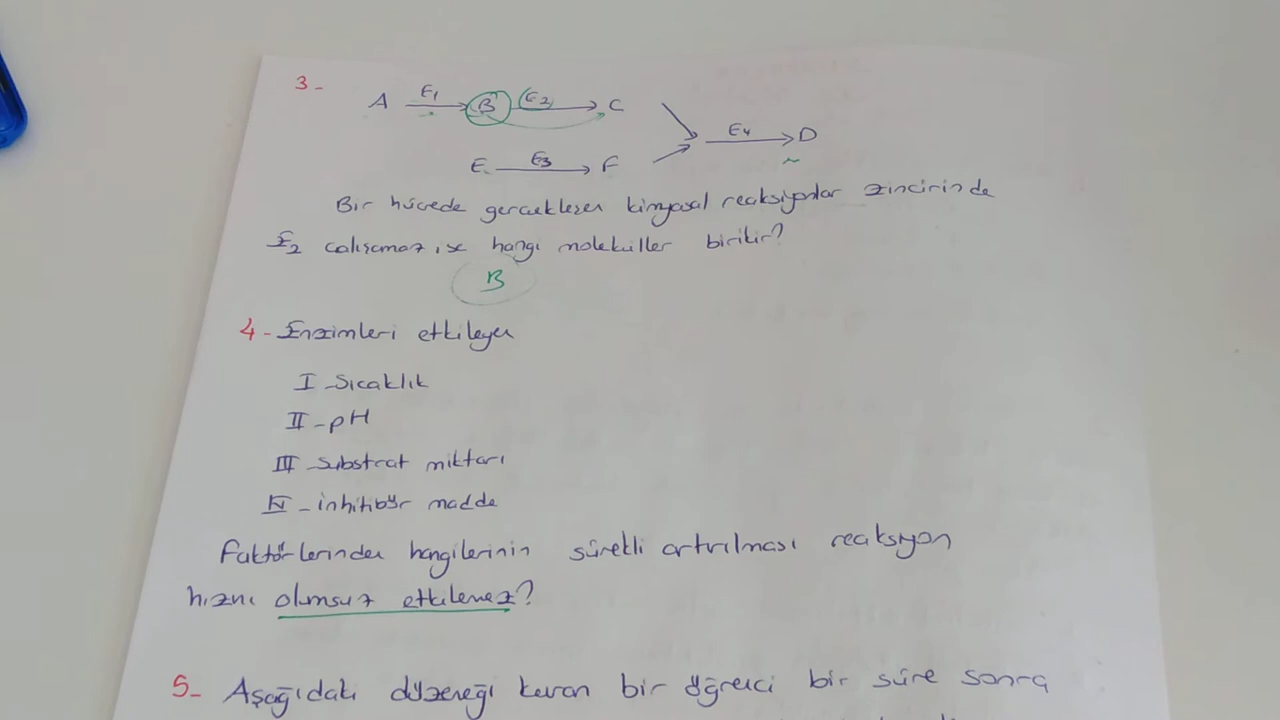 3-
A E1 B E2 C
E4 D
E E3 F
Bir hücrede gerçekleşen kimyasal reaksiyonlar zincirinde
E2 çalışamaz ise hangi moleküller birikir?
B
4- Enzimleri etkileyen
I - Sıcaklık
II - pH
III - Substrat miktarı
IV - inhitibör madde
Faktörlerinden hangilerinin sürekli artırılması reaksiyon
hızını olumsuz etkilemez?
5- Aşağıdaki düzeneği kuran bir öğrenci bir süre sonra